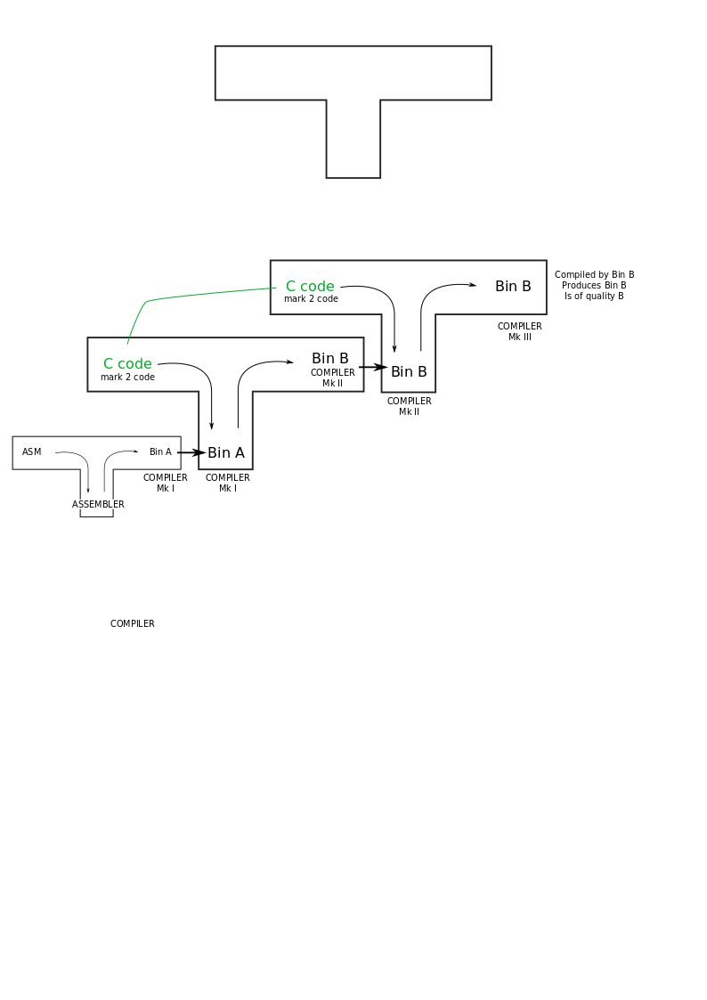 C code
mark 2 code
Bin B
Compiled by Bin B
Produces Bin B
Is of quality B
COMPILER
Mk III
Bin B
COMPILER
Mk II
C code
mark 2 code
Bin B
COMPILER
Mk II
Bin A
COMPILER
Mk I
ASM
Bin A
COMPILER
Mk I
ASSEMBLER
COMPILER